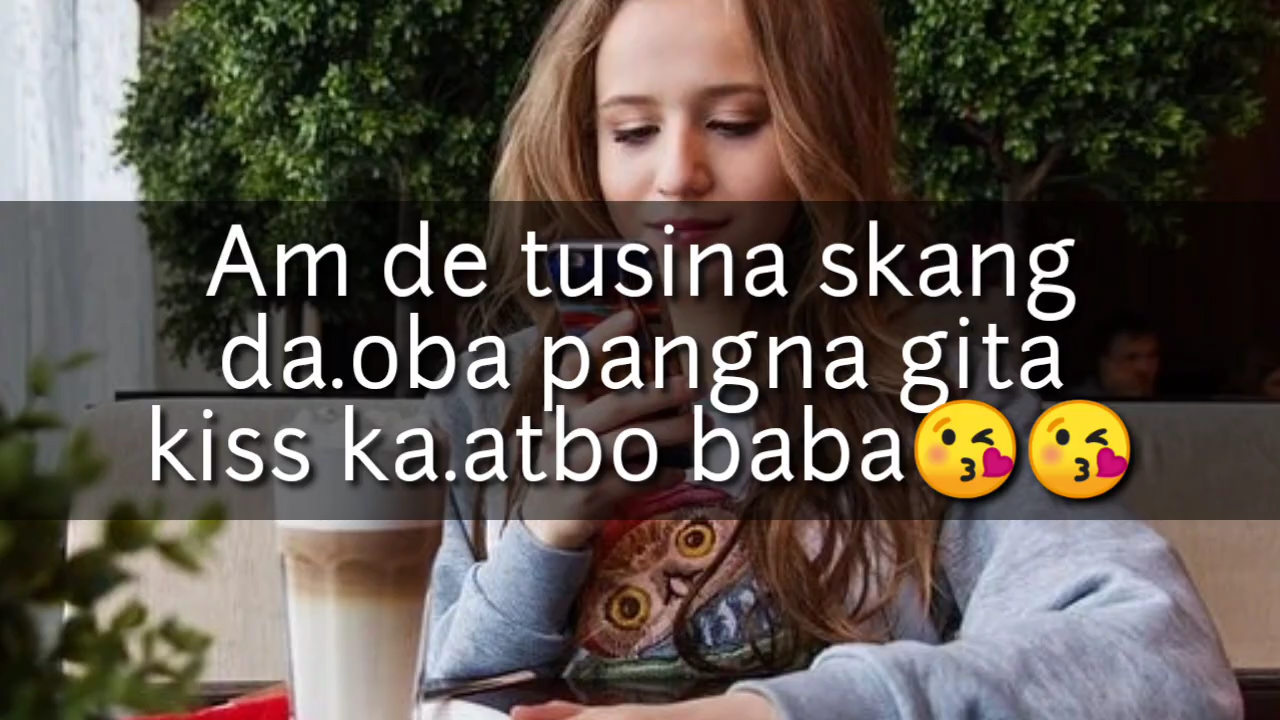 Am de tusina skang
da.oba pangna gita
kiss ka.atbo baba😘😘